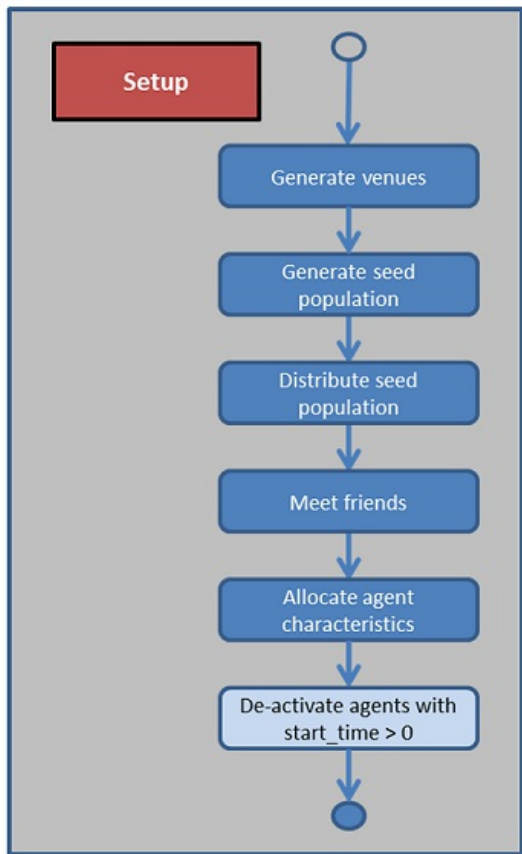 Setup
Generate venues
Generate seed
population
Distribute seed
population
Meet friends
Allocate agent
characteristics
De-activate agents with
start_time > 0